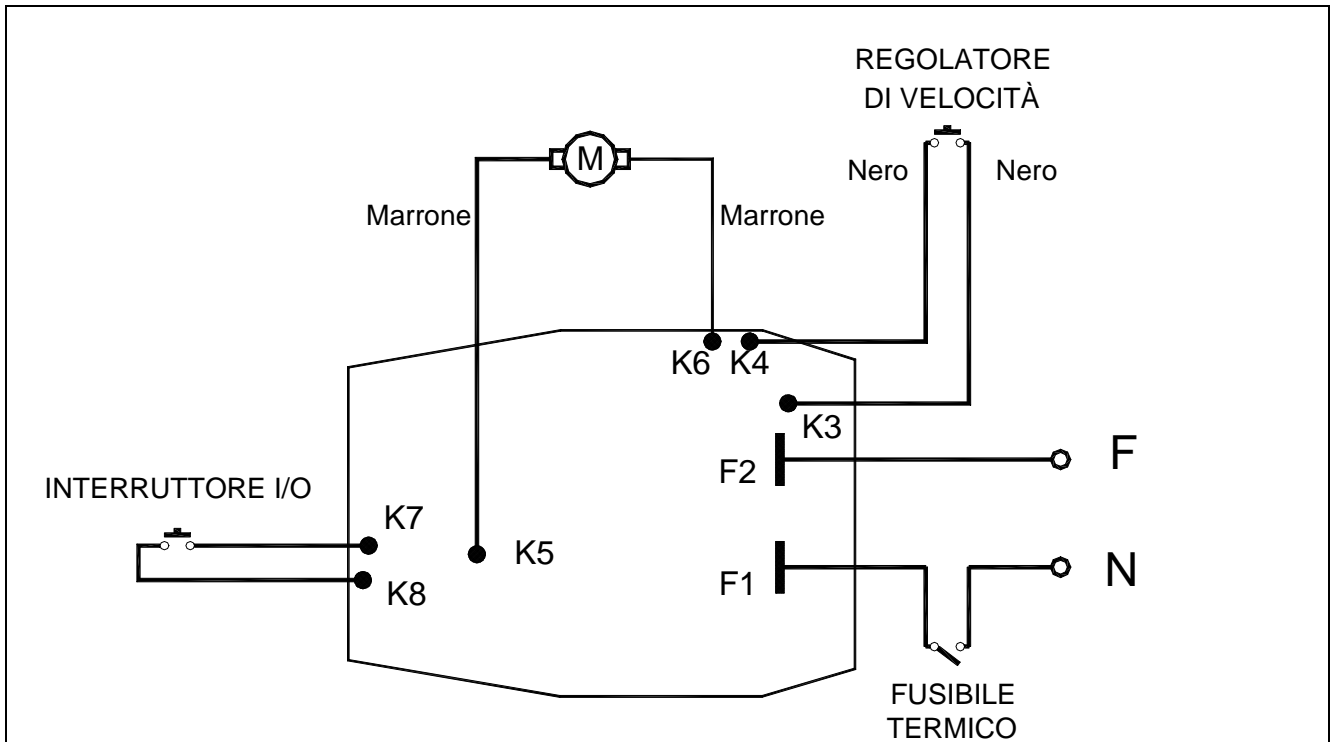 REGOLATORE
DI VELOCITÀ
M
Nero
Nero
Marrone
Marrone
K6
K4
K3
F2
F
INTERRUTTORE I/O
K7
K5
K8
F1
N
FUSIBILE
TERMICO